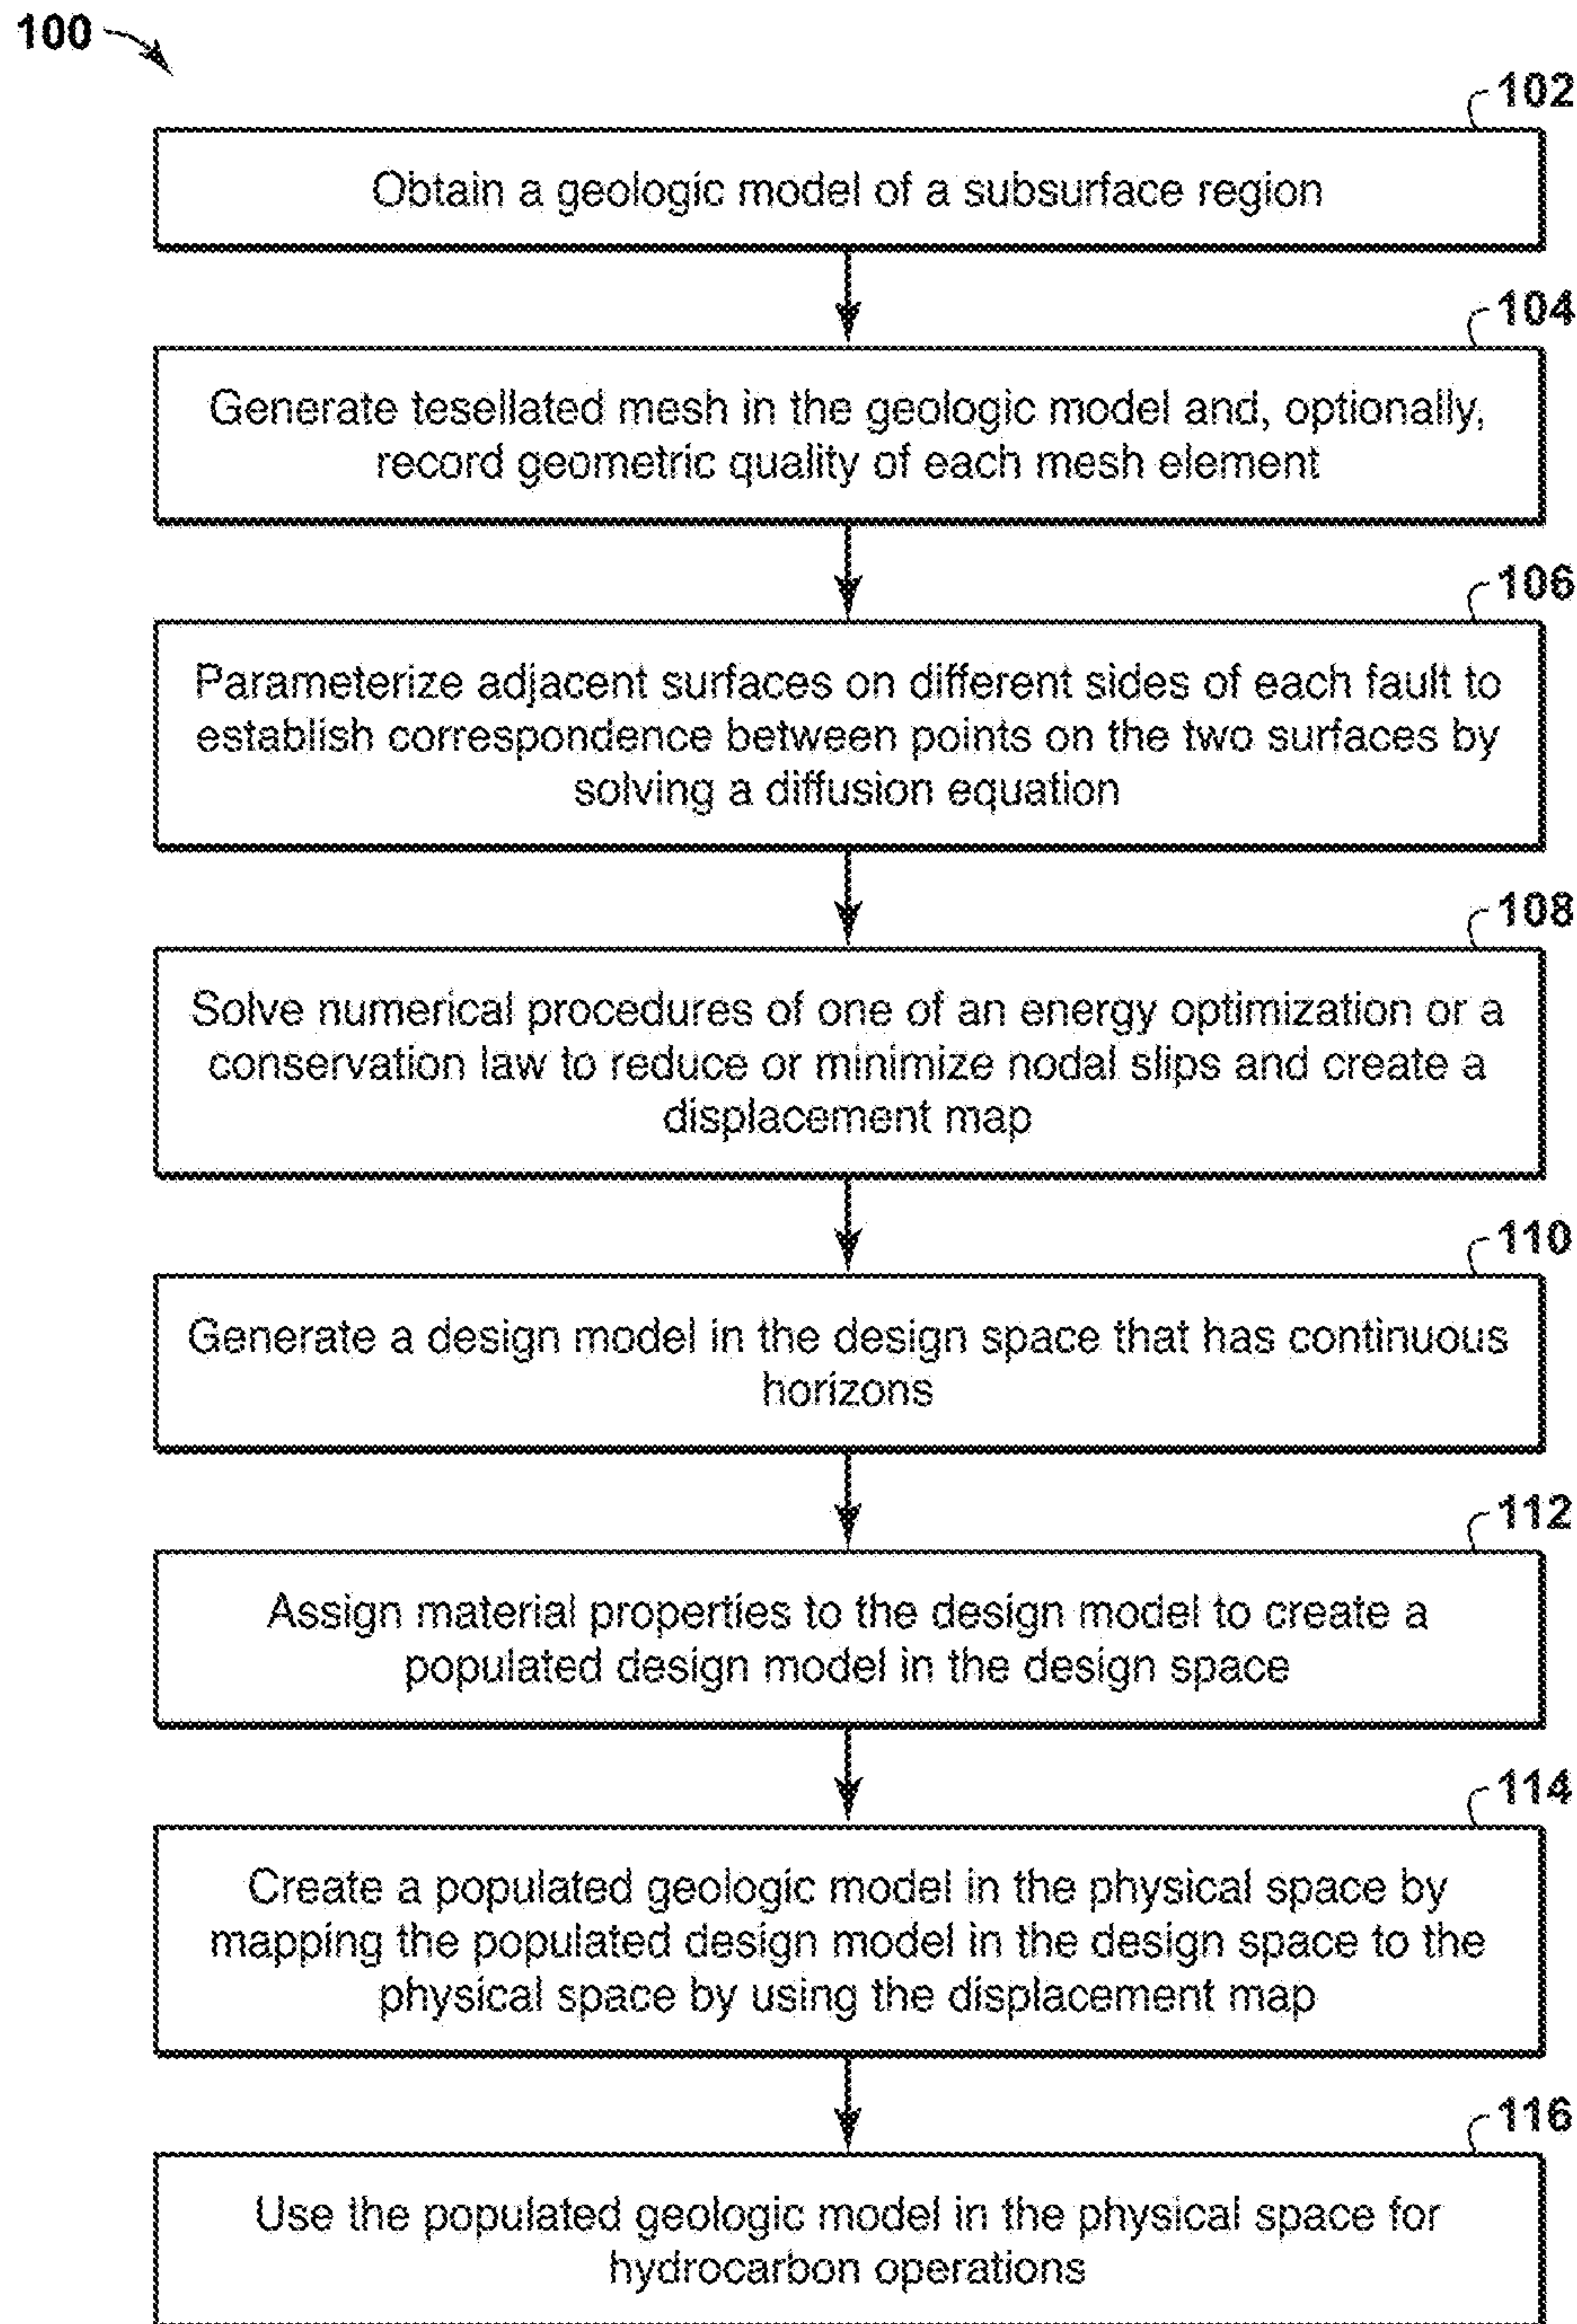 100
102
Obtain a geologic model of a subsurface region
104
Generate tesellated mesh in the geologic model and, optionally,
record geometric quality of each mesh element
106
Parameterize adjacent surfaces on different sides of each fault to
establish correspondence between points on the two surfaces by
solving a diffusion equation
108
Solve numerical procedures of one of an energy optimization or a
conservation law to reduce or minimize nodal slips and create a
displacement map
110
Generate a design model in the design space that has continuous
horizons
112
Assign material properties to the design model to create a
populated design model in the design space
114
Create a populated geologic model in the physical space by
mapping the populated design model in the design space to the
physical space by using the displacement map
116
Use the populated geologic model in the physical space for
hydrocarbon operations